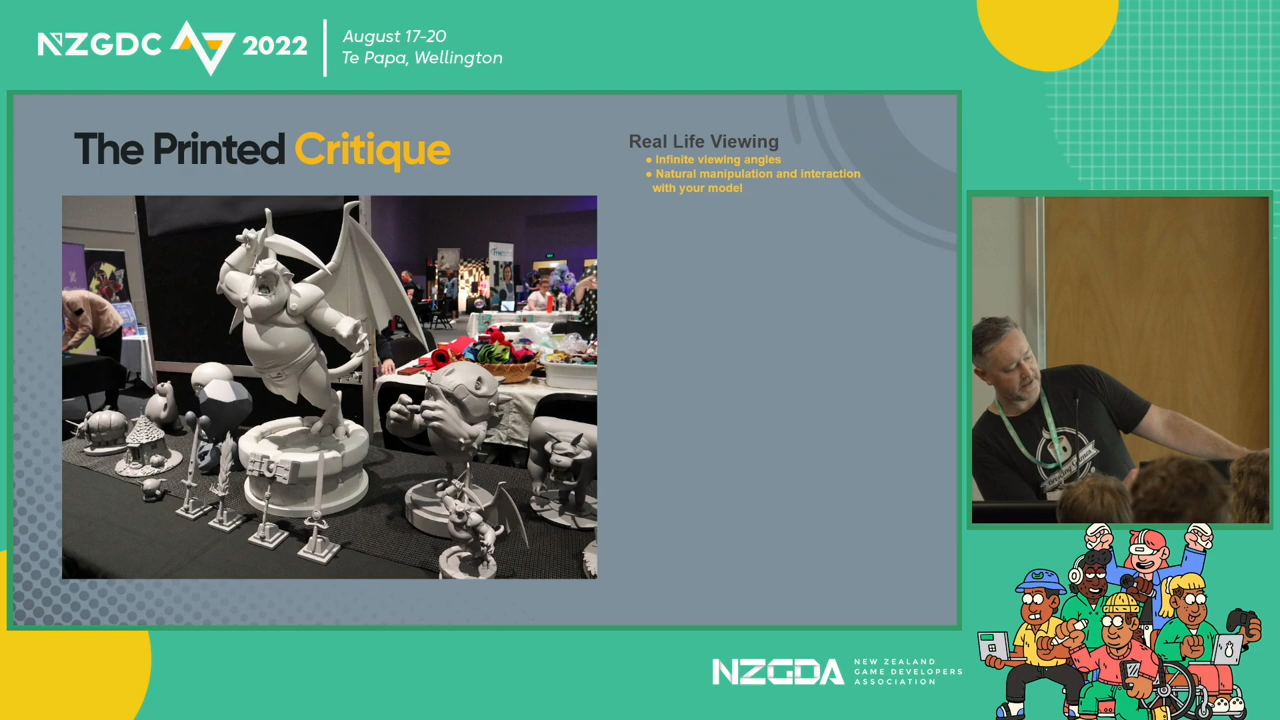 NZGDC 2022
August 17-20
Te Papa, Wellington
The Printed Critique
Real Life Viewing
● Infinite viewing angles
● Natural manipulation and interaction
with your model
NZGDA
NEW ZEALAND
GAME DEVELOPERS
ASSOCIATION